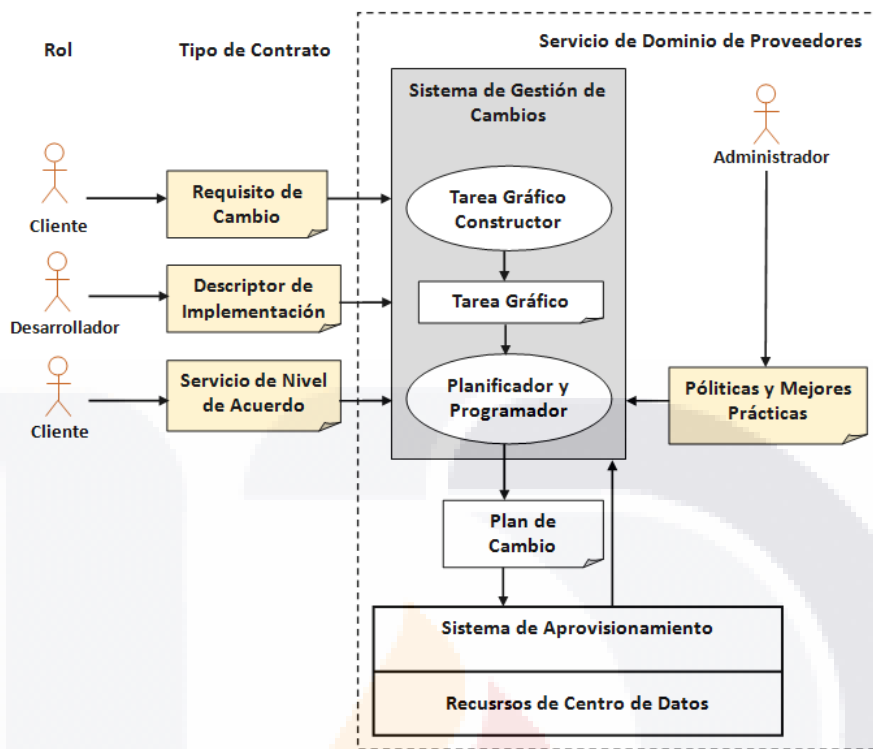 Rol
Tipo de Contrato
Servicio de Dominio de Proveedores
Sistema de Gestión de
Cambios
Administrador
Cliente
Requisito de
Cambio
Tarea Gráfico
Constructor
Desarrollador
Descriptor de
Implementación
Tarea Gráfico
Cliente
Servicio de Nivel
de Acuerdo
Planificador y
Programador
Póliticas y Mejores
Prácticas
Plan de
Cambio
Sistema de Aprovisionamiento
Recusrsos de Centro de Datos